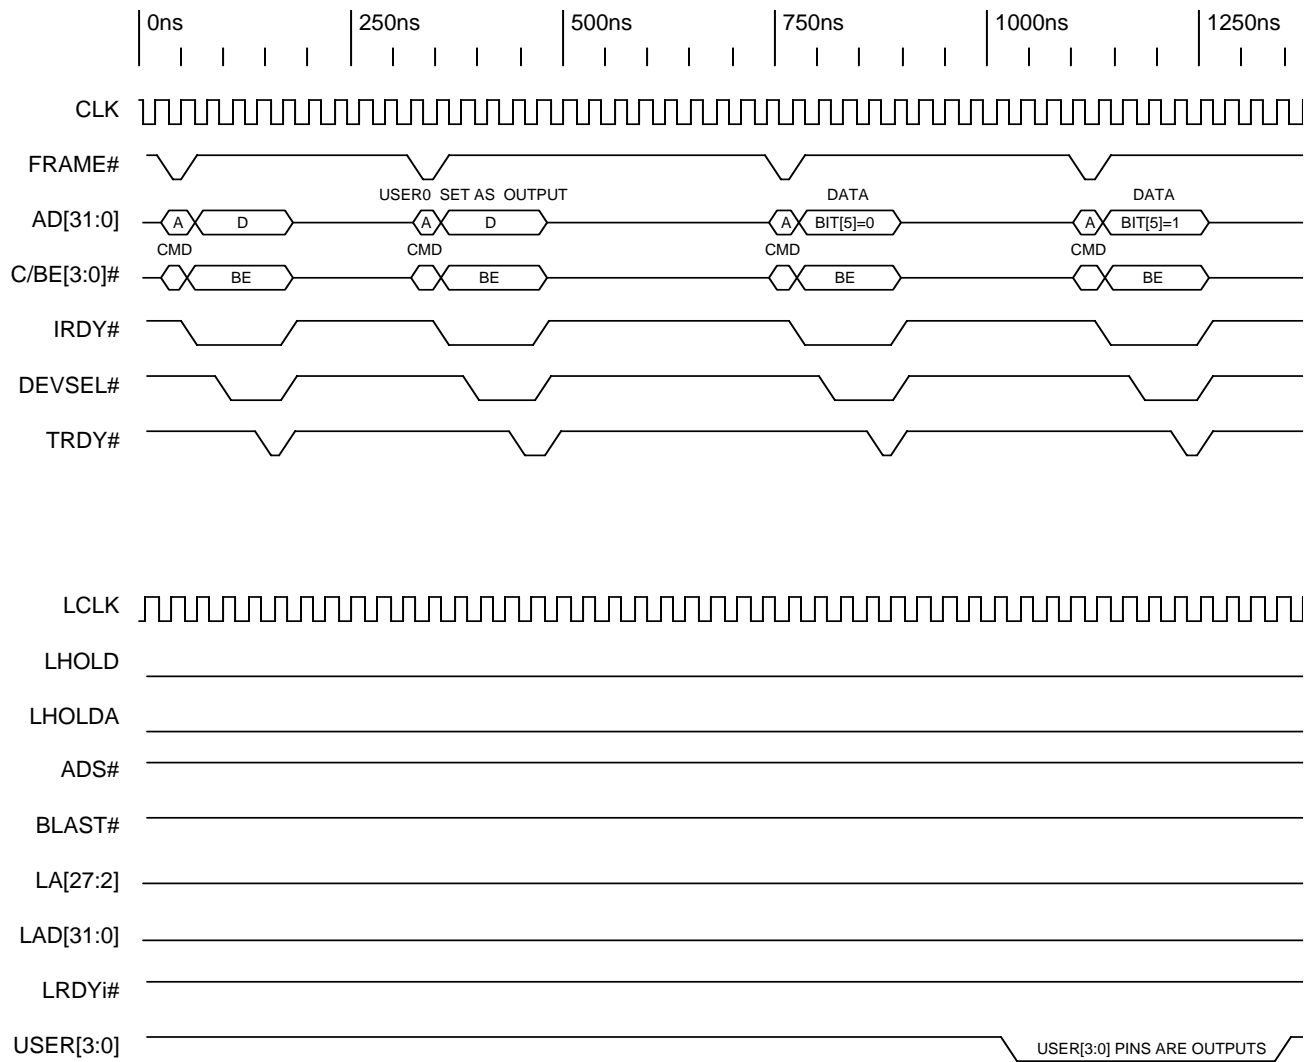 0ns 250ns 500ns 750ns 1000ns 1250ns
CLK
FRAME#
USER0 SET AS OUTPUT DATA DATA
AD[31:0] A D A D A BIT[5]=0 A BIT[5]=1
CMD CMD CMD CMD
C/BE[3:0]# BE BE BE BE
IRDY#
DEVSEL#
TRDY#
LCLK
LHOLD
LHOLDA
ADS#
BLAST#
LA[27:2]
LAD[31:0]
LRDYi#
USER[3:0] USER[3:0] PINS ARE OUTPUTS